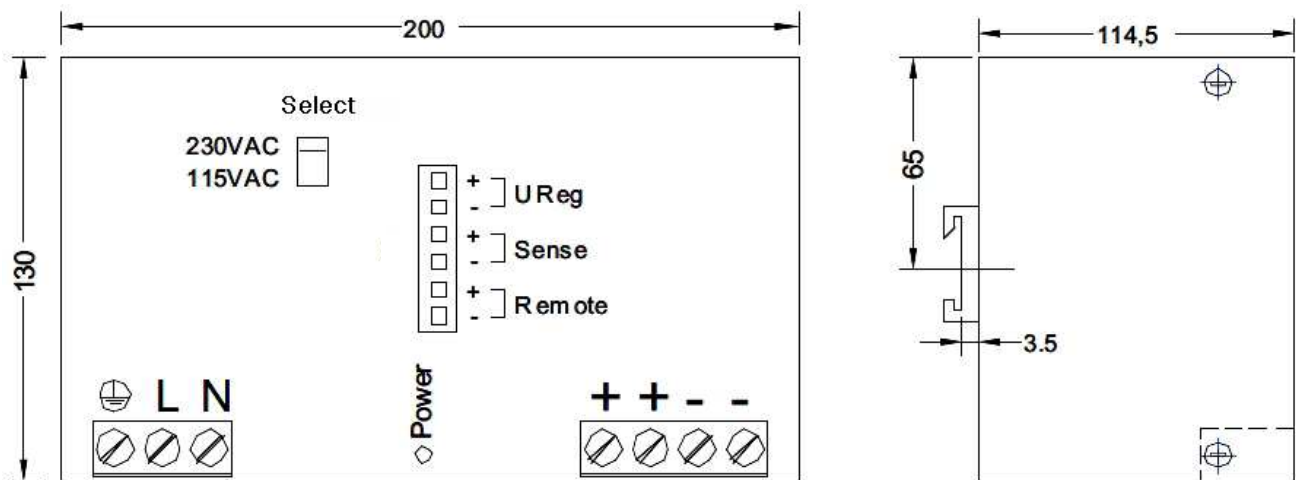 200
114,5
Select
230VAC
115VAC
65
+ UReg
-
+ Sense
-
+ Remote
-
130
3.5
L N
+ + - -
Power